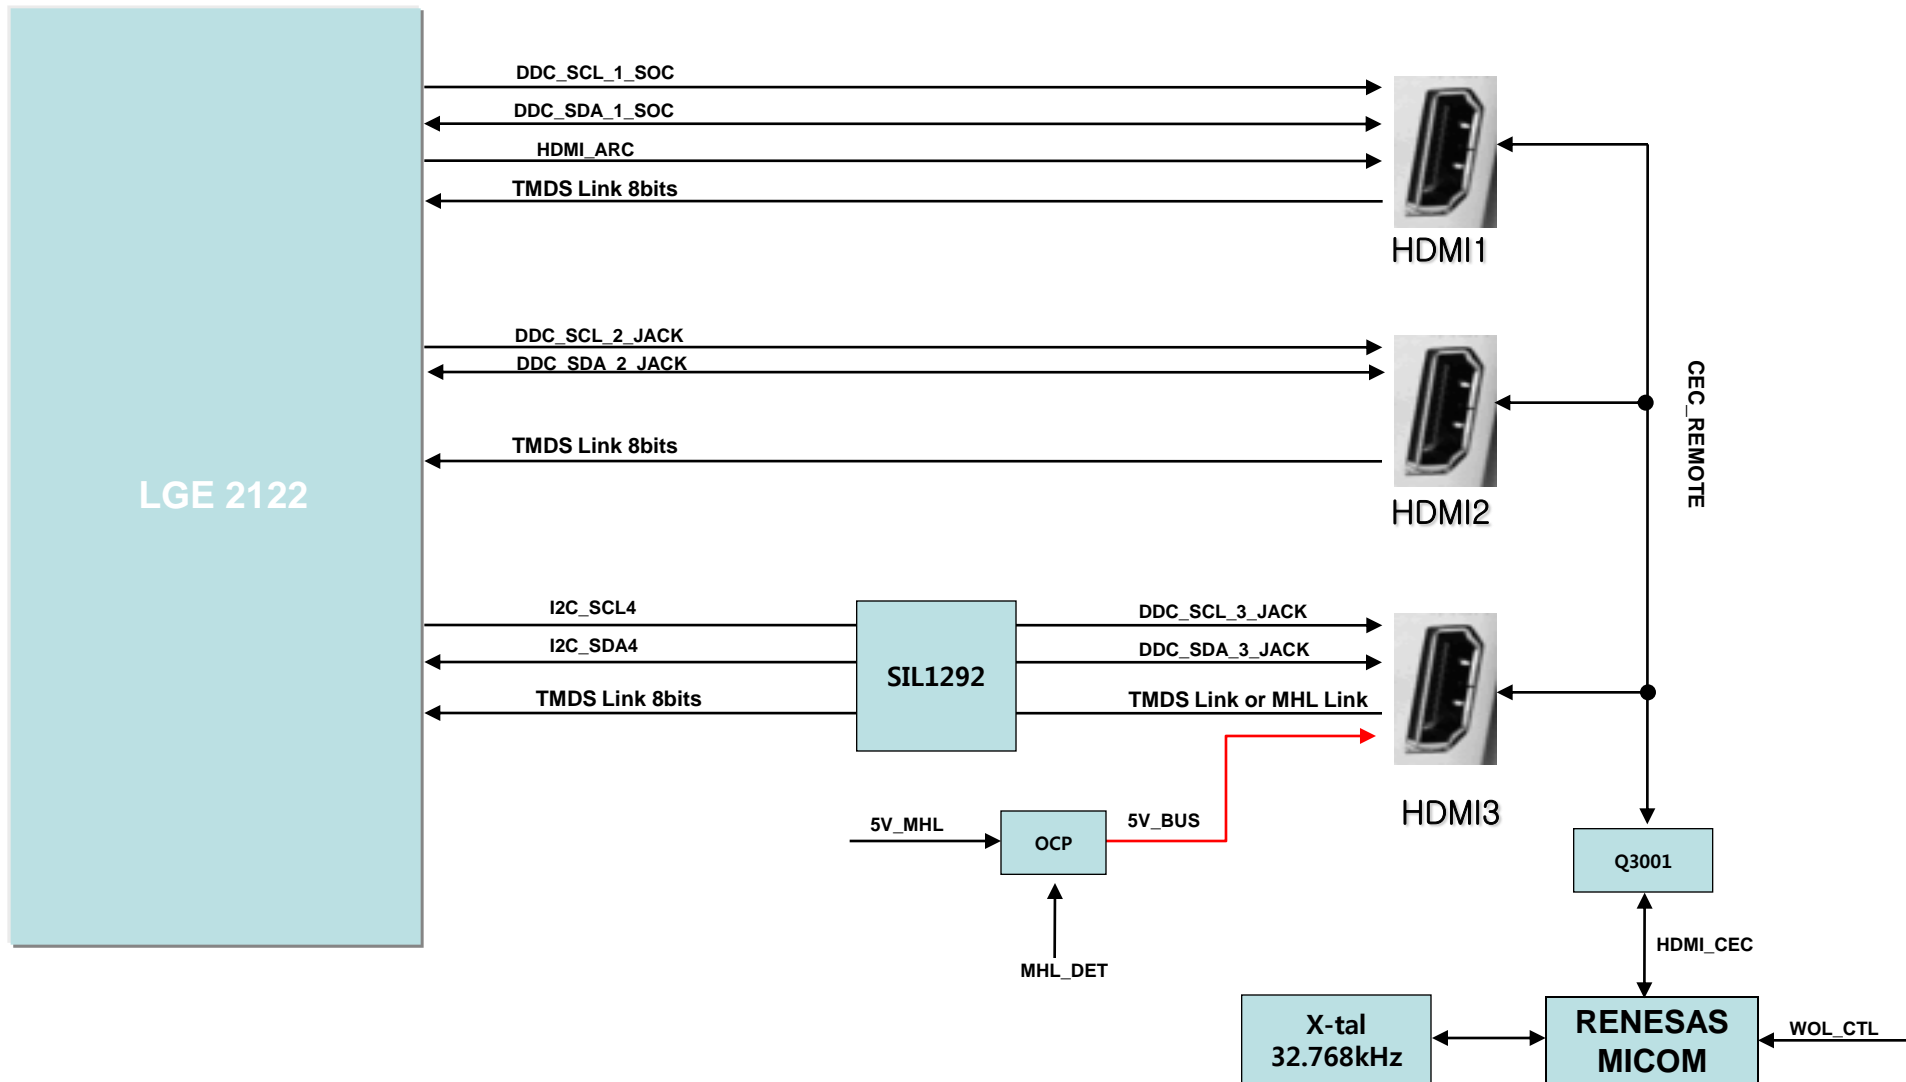 DDC_SCL_1_SOC
DDC_SDA_1_SOC
HDMI_ARC
TMDS Link 8bits
HDMI1
DDC_SCL_2_JACK
DDC_SDA_2_JACK
TMDS Link 8bits
HDMI2
CEC_REMOTE
LGE 2122
I2C_SCL4
I2C_SDA4
TMDS Link 8bits
SIL1292
DDC_SCL_3_JACK
DDC_SDA_3_JACK
TMDS Link or MHL Link
HDMI3
5V_MHL
OCP
5V_BUS
MHL_DET
Q3001
HDMI_CEC
X-tal
32.768kHz
RENESAS
MICOM
WOL_CTL